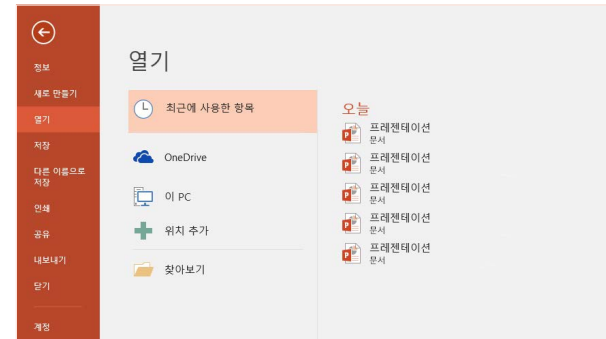 정보
새로 만들기
열기
저장
다른 이름으로
저장
인쇄
공유
내보내기
닫기
계정
열기
최근에 사용한 항목
OneDrive
이 PC
위치 추가
찾아보기
오늘
프레젠테이션
문서
프레젠테이션
문서
프레젠테이션
문서
프레젠테이션
문서
프레젠테이션
문서